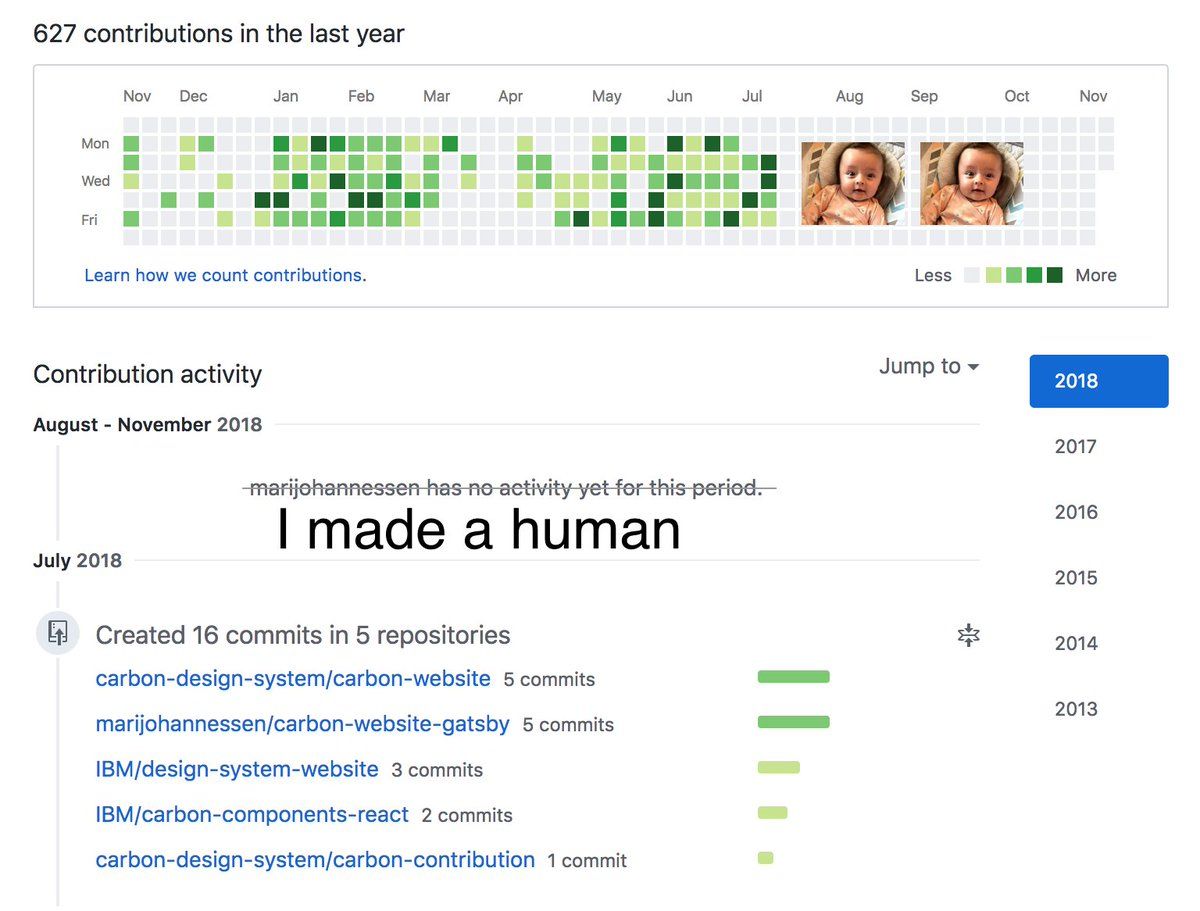 627 contributions in the last year
Nov Dec Jan Feb Mar Apr May Jun Jul Aug Sep Oct Nov
Mon
Wed
Fri
Learn how we count contributions.
Less More
Contribution activity
Jump to
2018
August - November 2018
2017
marijohannessen has no activity yet for this period.
2016
I made a human
July 2018
2015
Created 16 commits in 5 repositories
2014
carbon-design-system/carbon-website 5 commits
2013
marijohannessen/carbon-website-gatsby 5 commits
IBM/design-system-website 3 commits
IBM/carbon-components-react 2 commits
carbon-design-system/carbon-contribution 1 commit